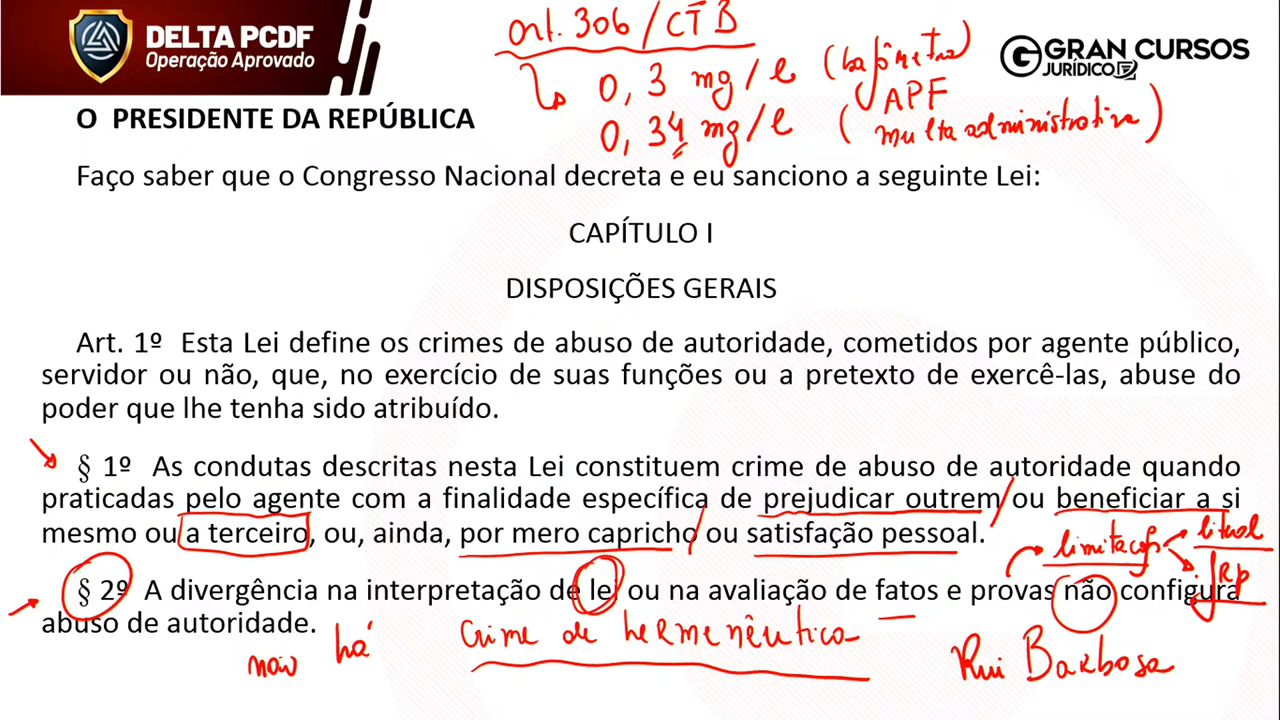 DELTA PCDF
Operação Aprovado
art. 306 / CTB
0,3 mg/l (bafômetro)
APF
0,34 mg/l (multa administrativa)
GRAN CURSOS
JURÍDICO
O PRESIDENTE DA REPÚBLICA
Faço saber que o Congresso Nacional decreta e eu sanciono a seguinte Lei:
CAPÍTULO I
DISPOSIÇÕES GERAIS
Art. 1º Esta Lei define os crimes de abuso de autoridade, cometidos por agente público,
servidor ou não, que, no exercício de suas funções ou a pretexto de exercê-las, abuse do
poder que lhe tenha sido atribuído.
§ 1º As condutas descritas nesta Lei constituem crime de abuso de autoridade quando
praticadas pelo agente com a finalidade específica de prejudicar outrem ou beneficiar a si
mesmo ou a terceiro, ou, ainda, por mero capricho ou satisfação pessoal.
limitações
literal
§ 2º A divergência na interpretação de lei ou na avaliação de fatos e provas não configura
abuso de autoridade.
não há crime de hermenêutica
Rui Barbosa